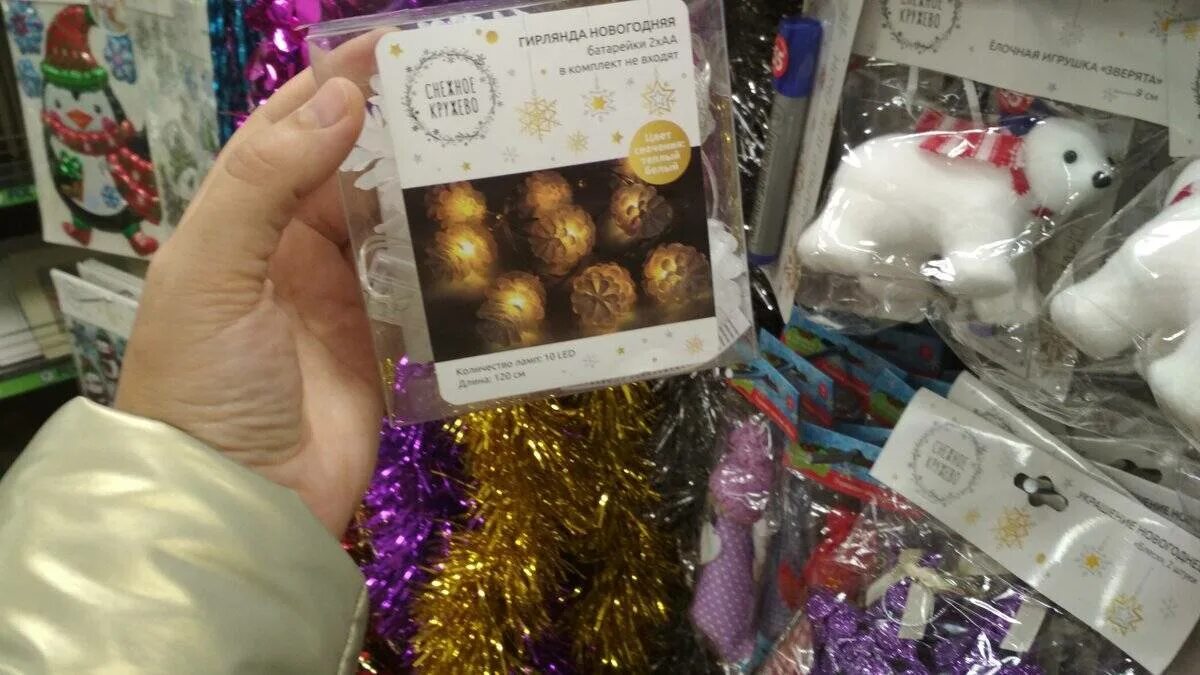 ГИРЛЯНДА НОВОГОДНЯЯ
батарейки 2хАА
в комплект не входят
СНЕЖНОЕ
КРУЖЕВО
Цвет
свечения:
теплый
белый
Количество ламп: 10 LED
Длина: 120 см
КРУЖЕВО
ЁЛОЧНАЯ ИГРУШКА «ЗВЕРЯТА»
9 см
СНЕЖНОЕ
КРУЖЕВО
УКРАШЕНИЕ НОВОГОДНЕЕ